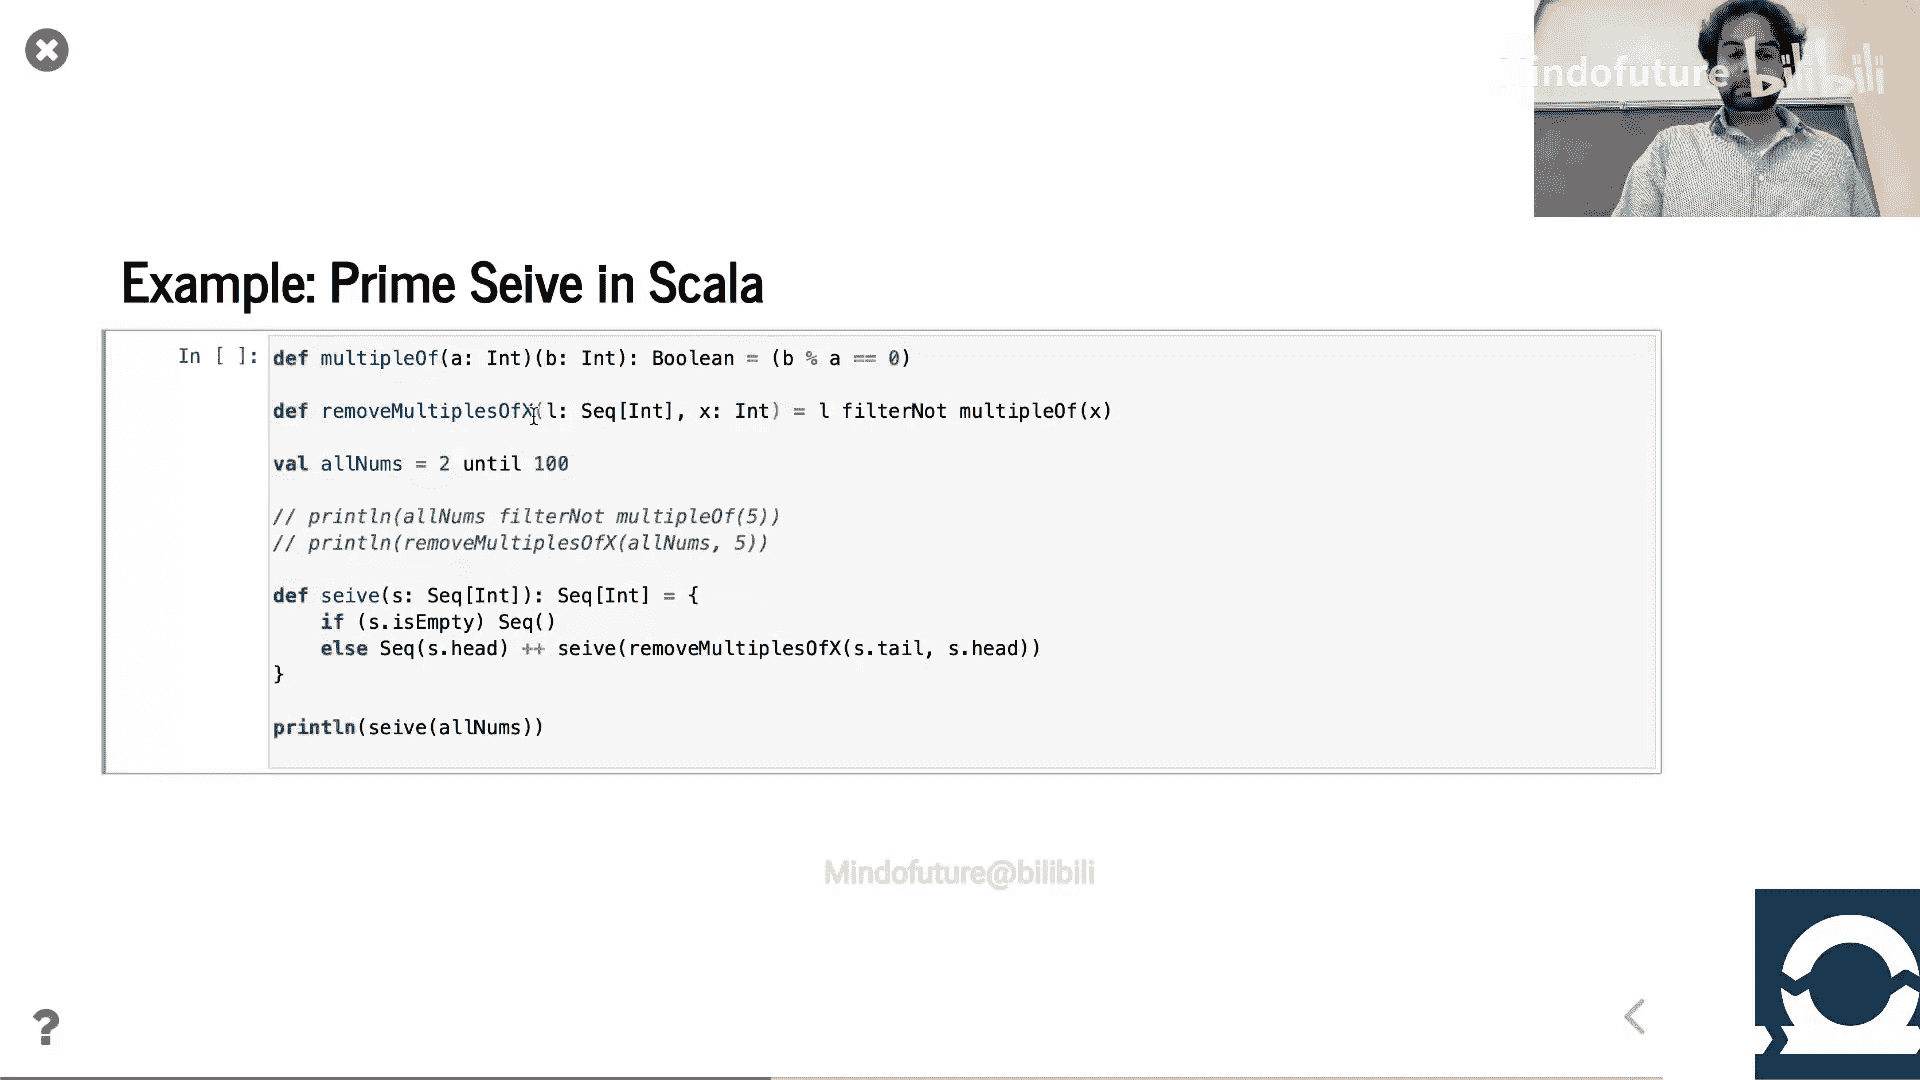 indofuture bilibili
Example: Prime Seive in Scala
In [ ]: def multipleOf(a: Int)(b: Int): Boolean = (b % a == 0)
def removeMultiplesOfX(l: Seq[Int], x: Int) = l filterNot multipleOf(x)
val allNums = 2 until 100
// println(allNums filterNot multipleOf(5))
// println(removeMultiplesOfX(allNums, 5))
def seive(s: Seq[Int]): Seq[Int] = {
if (s.isEmpty) Seq()
else Seq(s.head) ++ seive(removeMultiplesOfX(s.tail, s.head))
}
println(seive(allNums))
Mindofuture@bilibili
?